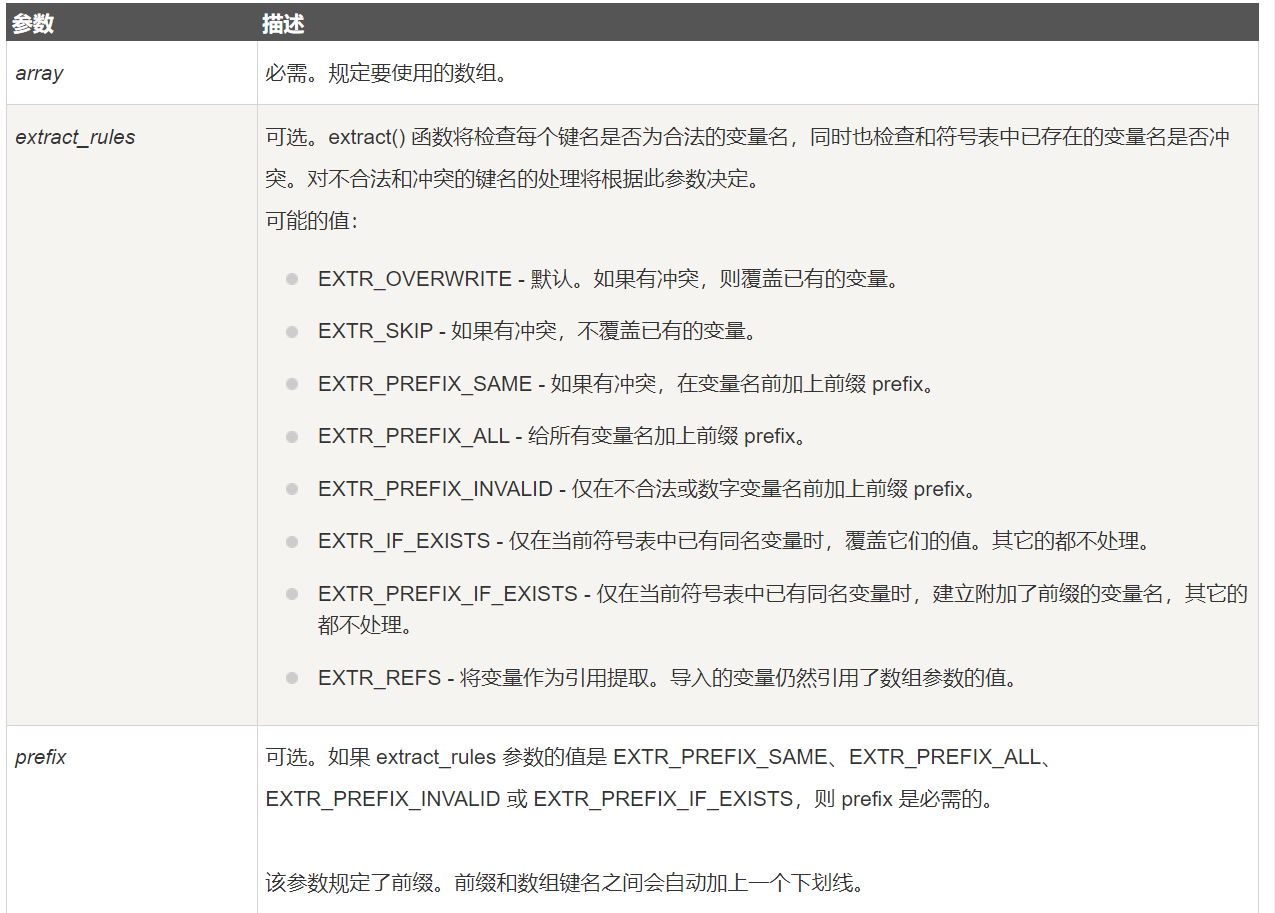 参数 描述
array 必需。规定要使用的数组。
extract_rules 可选。extract() 函数将检查每个键名是否为合法的变量名，同时也检查和符号表中已存在的变量名是否冲
突。对不合法和冲突的键名的处理将根据此参数决定。
可能的值：
EXTR_OVERWRITE - 默认。如果有冲突，则覆盖已有的变量。
EXTR_SKIP - 如果有冲突，不覆盖已有的变量。
EXTR_PREFIX_SAME - 如果有冲突，在变量名前加上前缀 prefix。
EXTR_PREFIX_ALL - 给所有变量名加上前缀 prefix。
EXTR_PREFIX_INVALID - 仅在不合法或数字变量名前加上前缀 prefix。
EXTR_IF_EXISTS - 仅在当前符号表中已有同名变量时，覆盖它们的值。其它的都不处理。
EXTR_PREFIX_IF_EXISTS - 仅在当前符号表中已有同名变量时，建立附加了前缀的变量名，其它的
都不处理。
EXTR_REFS - 将变量作为引用提取。导入的变量仍然引用了数组参数的值。
prefix 可选。如果 extract_rules 参数的值是 EXTR_PREFIX_SAME、EXTR_PREFIX_ALL、
EXTR_PREFIX_INVALID 或 EXTR_PREFIX_IF_EXISTS，则 prefix 是必需的。
该参数规定了前缀。前缀和数组键名之间会自动加上一个下划线。